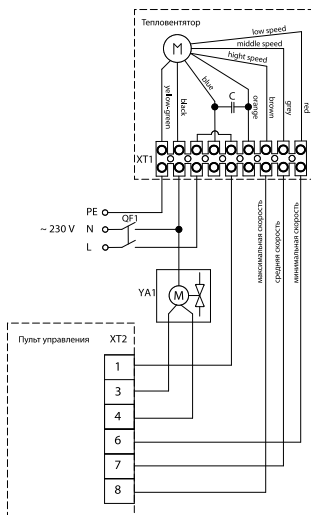 Тепловентятор
low speed
middle speed
hight speed
M
blue
C
yellow-green
black
orange
brown
grey
red
XT1
PE
QF1
~ 230 V
N
L
максимальная скорость
средняя скорость
минимальная скорость
YA1
M
Пульт управления
XT2
1
3
4
6
7
8